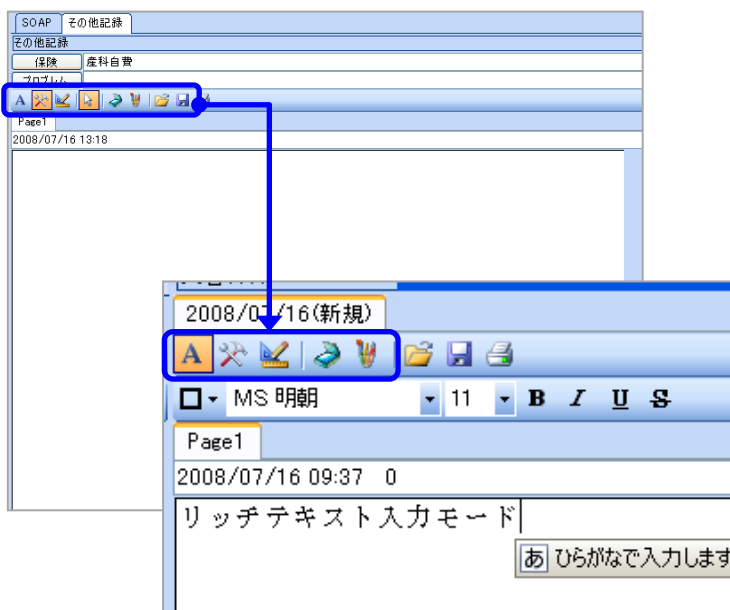 SOAP その他記録
その他記録
保険 産科自費
プロブレム
A
Page1
2008/07/16 13:18
2008/07/16(新規)
A
MS 明朝 11 B I U S
Page1
2008/07/16 09:37 0
リッチテキスト入力モード
あ ひらがなで入力します